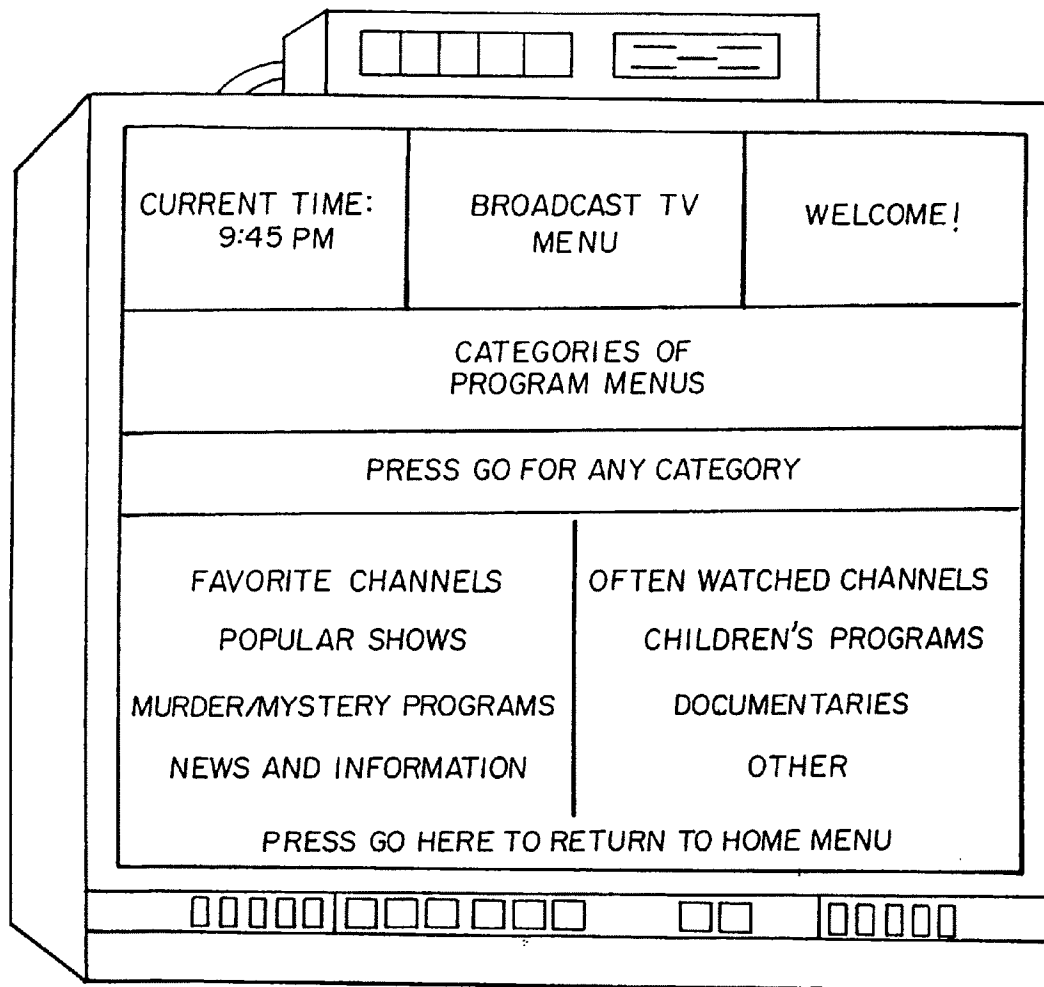 CURRENT TIME:
9:45 PM
BROADCAST TV
MENU
WELCOME!
CATEGORIES OF
PROGRAM MENUS
PRESS GO FOR ANY CATEGORY
FAVORITE CHANNELS
POPULAR SHOWS
MURDER/MYSTERY PROGRAMS
NEWS AND INFORMATION
OFTEN WATCHED CHANNELS
CHILDREN'S PROGRAMS
DOCUMENTARIES
OTHER
PRESS GO HERE TO RETURN TO HOME MENU